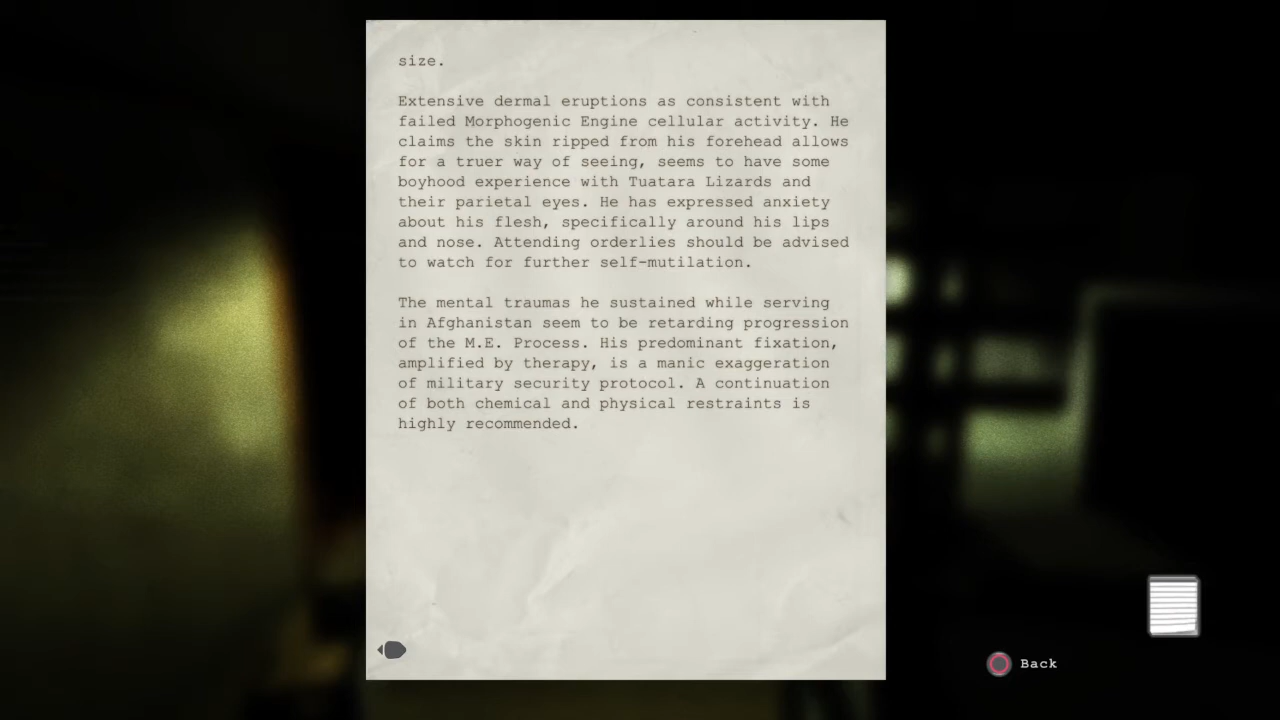 size.
Extensive dermal eruptions as consistent with
failed Morphogenic Engine cellular activity. He
claims the skin ripped from his forehead allows
for a truer way of seeing, seems to have some
boyhood experience with Tuatara Lizards and
their parietal eyes. He has expressed anxiety
about his flesh, specifically around his lips
and nose. Attending orderlies should be advised
to watch for further self-mutilation.
The mental traumas he sustained while serving
in Afghanistan seem to be retarding progression
of the M.E. Process. His predominant fixation,
amplified by therapy, is a manic exaggeration
of military security protocol. A continuation
of both chemical and physical restraints is
highly recommended.
Back